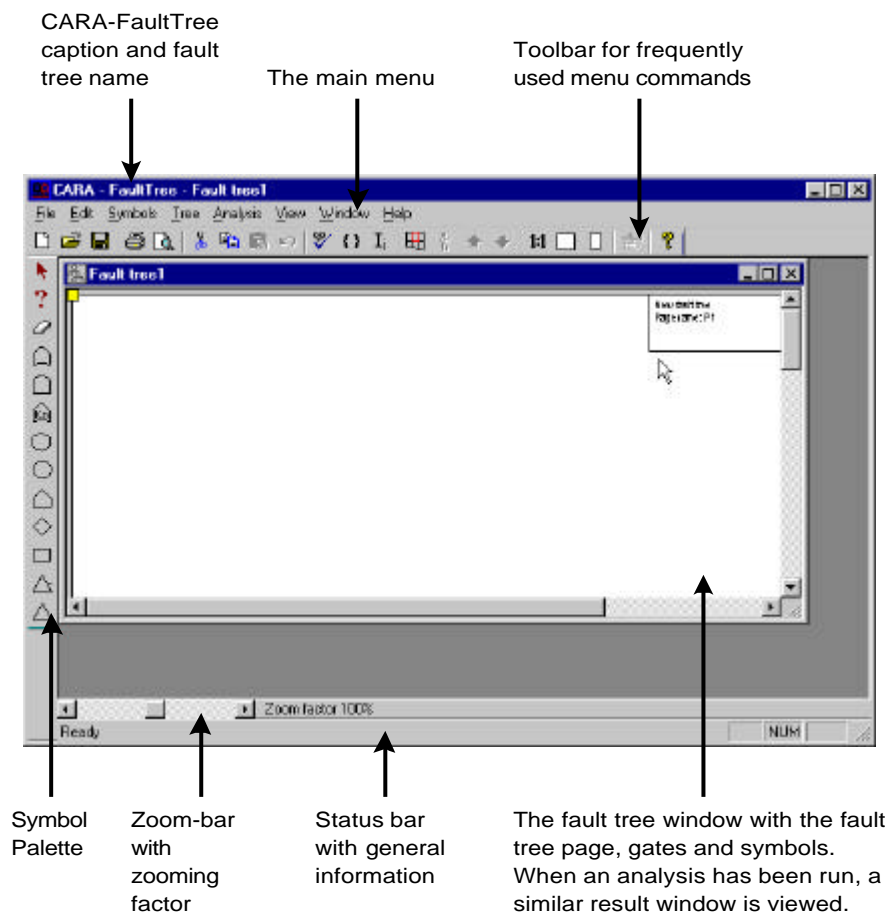 CARA-FaultTree
caption and fault
tree name
The main menu
Toolbar for frequently
used menu commands
CARA - FaultTree - Fault tree1
File Edit Symbols Tree Analysis View Window Help
1:1
Fault tree1
Zoom factor 100%
Ready
NUM
Symbol
Palette
Zoom-bar
with
zooming
factor
Status bar
with general
information
The fault tree window with the fault
tree page, gates and symbols.
When an analysis has been run, a
similar result window is viewed.